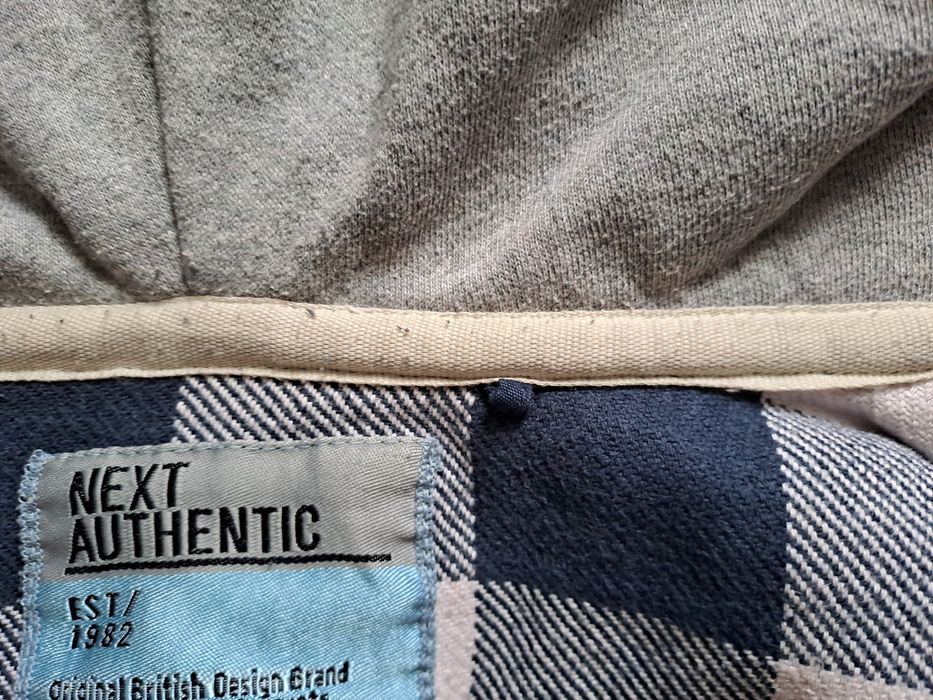 NEXT
AUTHENTIC
EST/
1982
Original British Design Brand